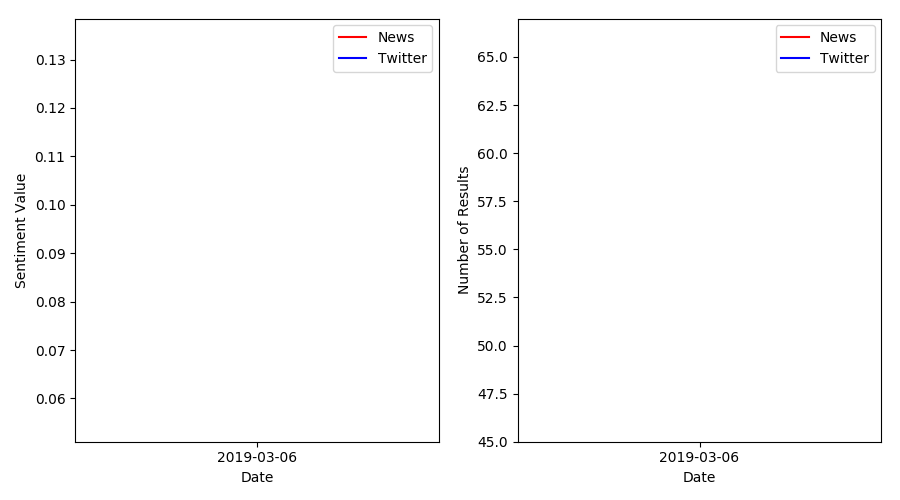 News
Twitter
0.13
0.12
0.11
0.10
0.09
0.08
0.07
0.06
Sentiment Value
2019-03-06
Date
News
Twitter
65.0
62.5
60.0
57.5
55.0
52.5
50.0
47.5
45.0
Number of Results
2019-03-06
Date